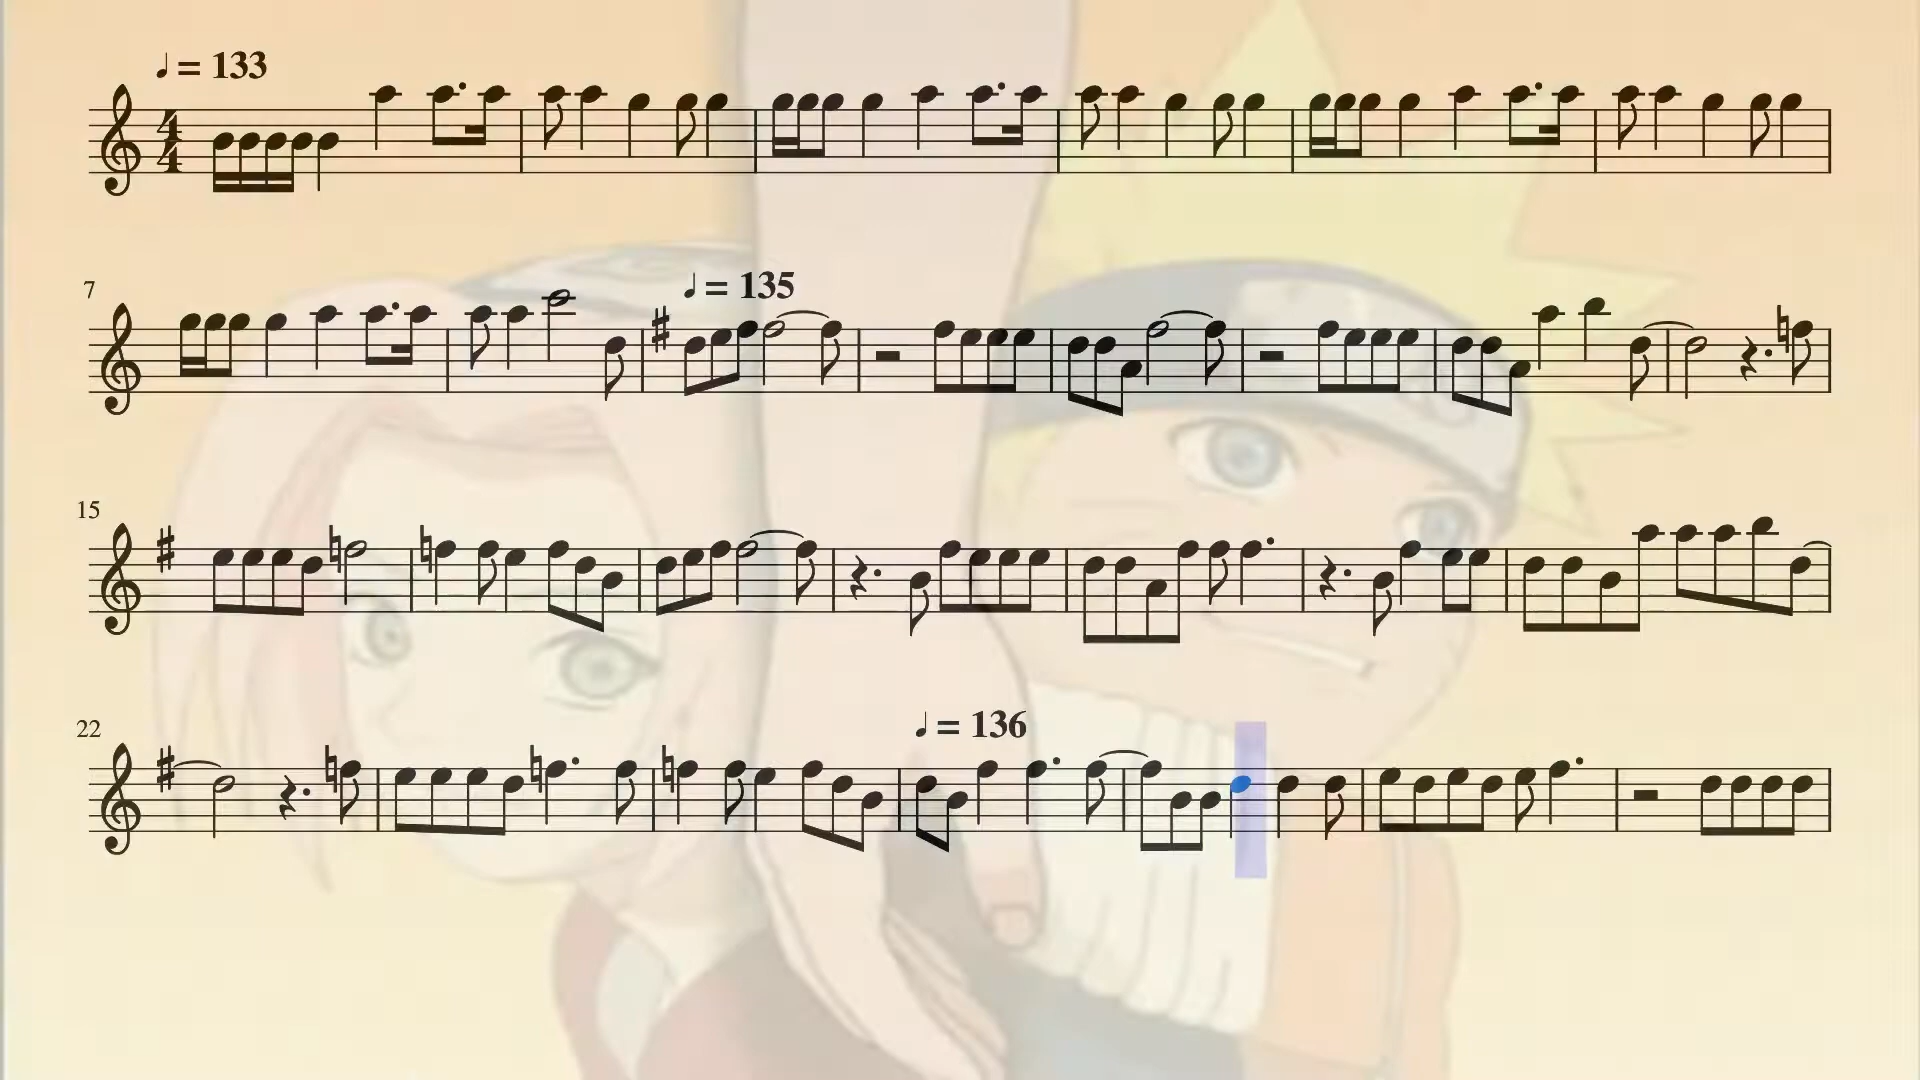 ♩ = 133
4
4
7
♩ = 135
15
22
♩ = 136